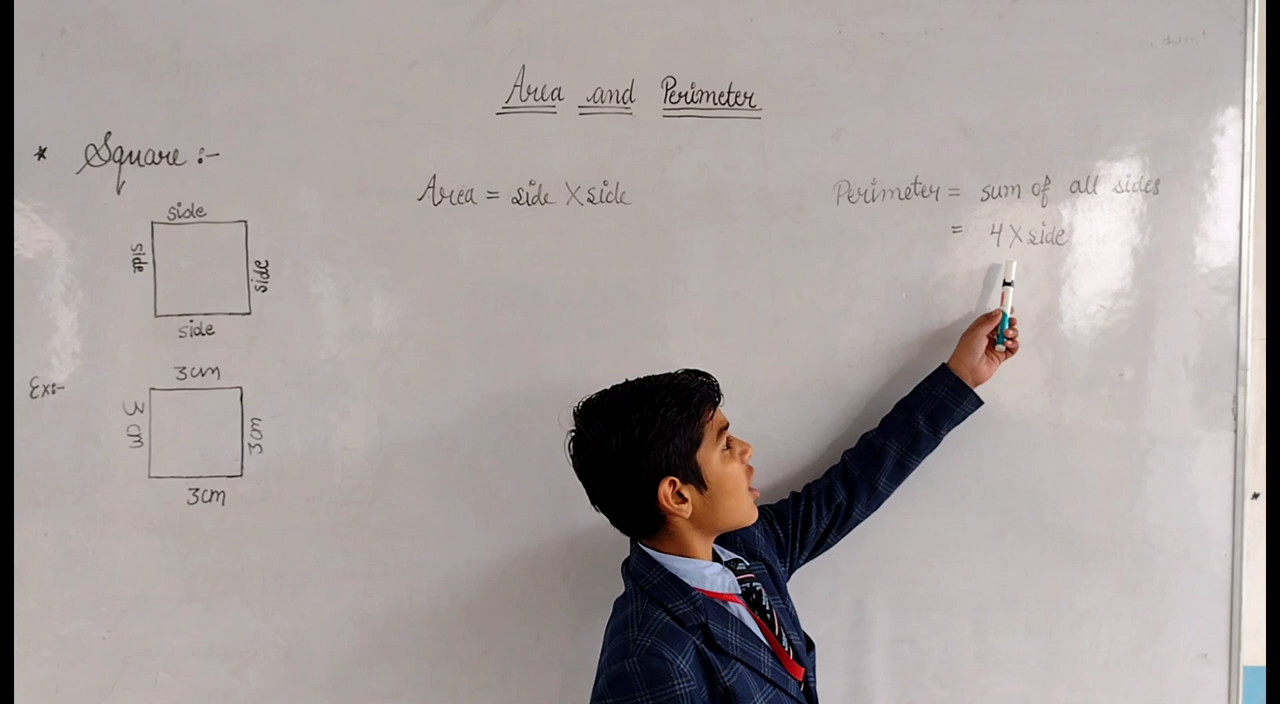 Area and Perimeter
* Square :-
Area = side X side
Perimeter = sum of all sides
= 4 X side
side
side
side
side
Ex:-
3cm
3 cm
3cm
3cm